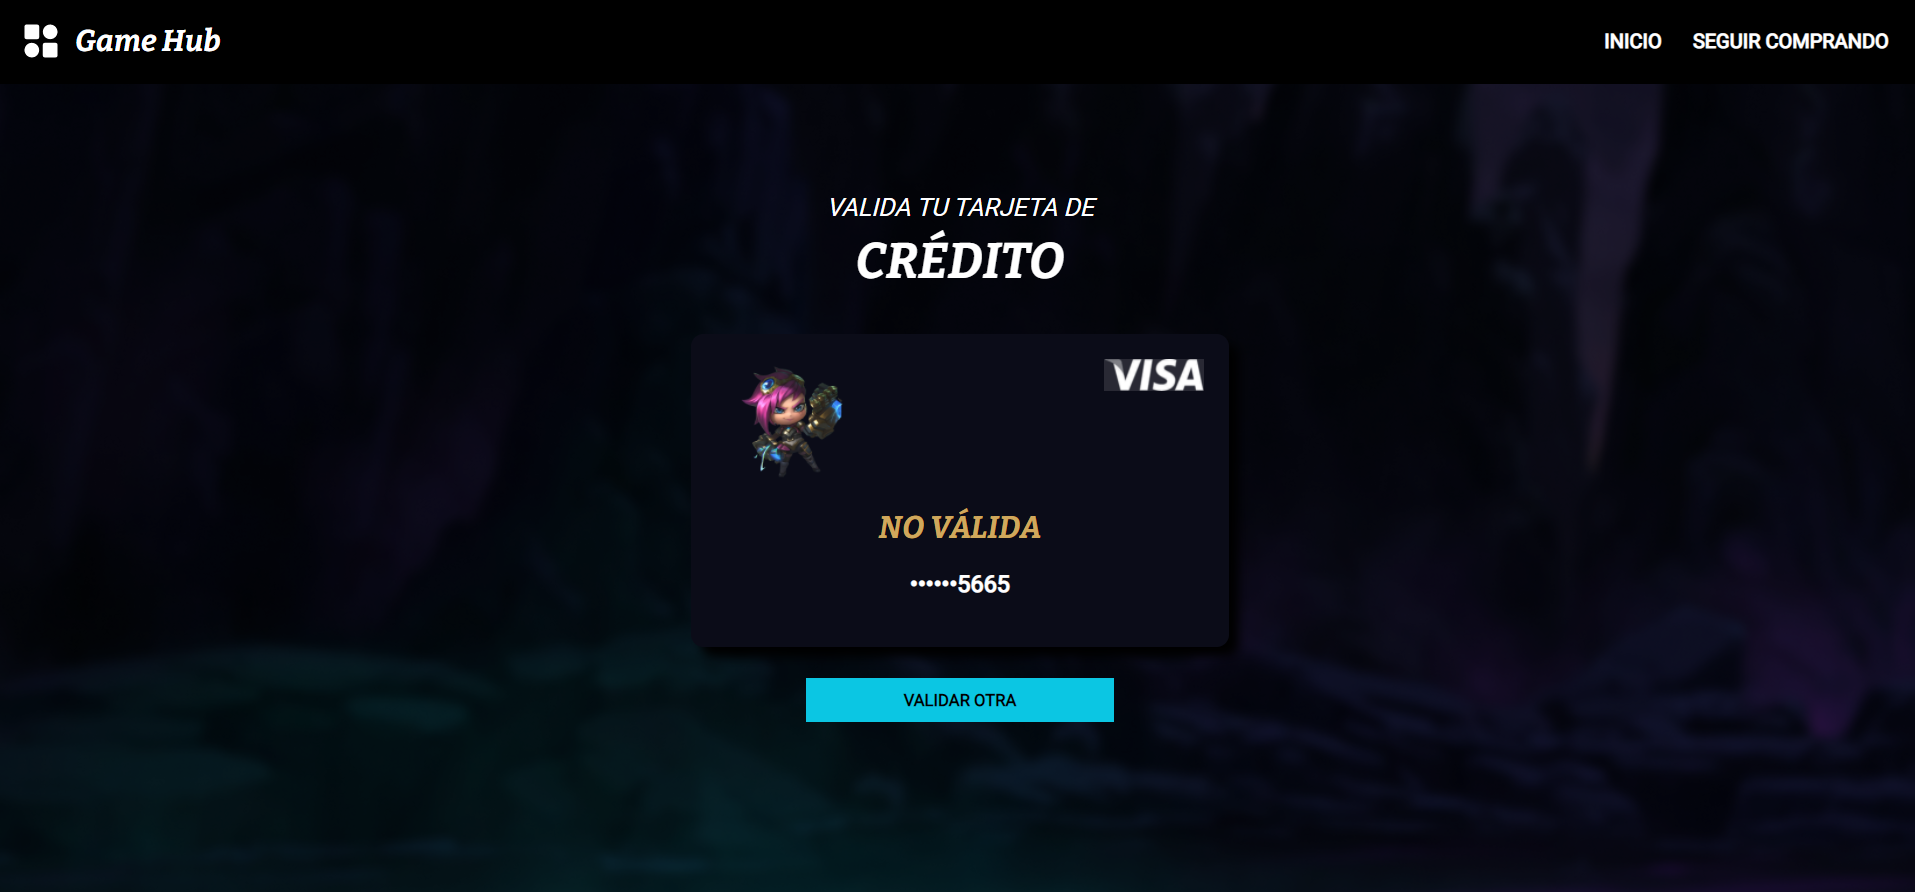 Game Hub
INICIO
SEGUIR COMPRANDO
VALIDA TU TARJETA DE
CRÉDITO
VISA
NO VÁLIDA
••••••5665
VALIDAR OTRA